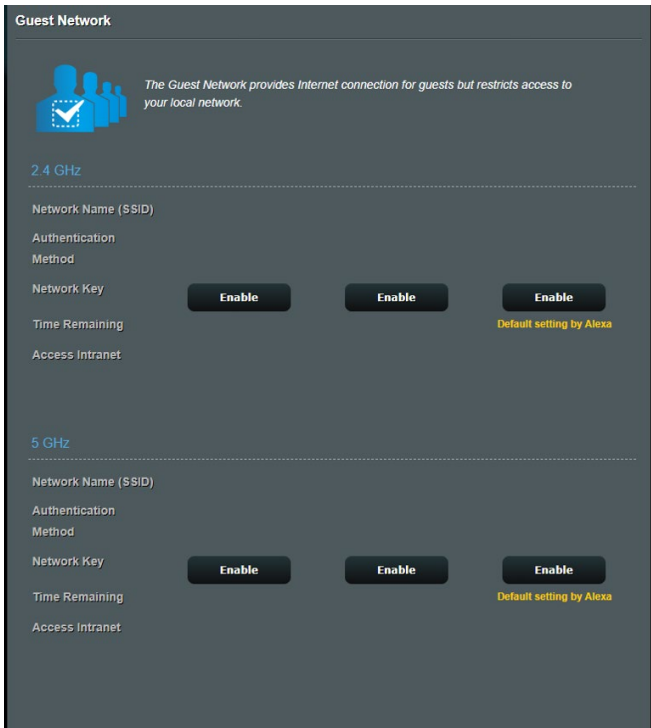 Guest Network
The Guest Network provides Internet connection for guests but restricts access to
your local network.
2.4 GHz
Network Name (SSID)
Authentication
Method
Network Key
Enable Enable Enable
Time Remaining
Default setting by Alexa
Access Intranet
5 GHz
Network Name (SSID)
Authentication
Method
Network Key
Enable Enable Enable
Time Remaining
Default setting by Alexa
Access Intranet